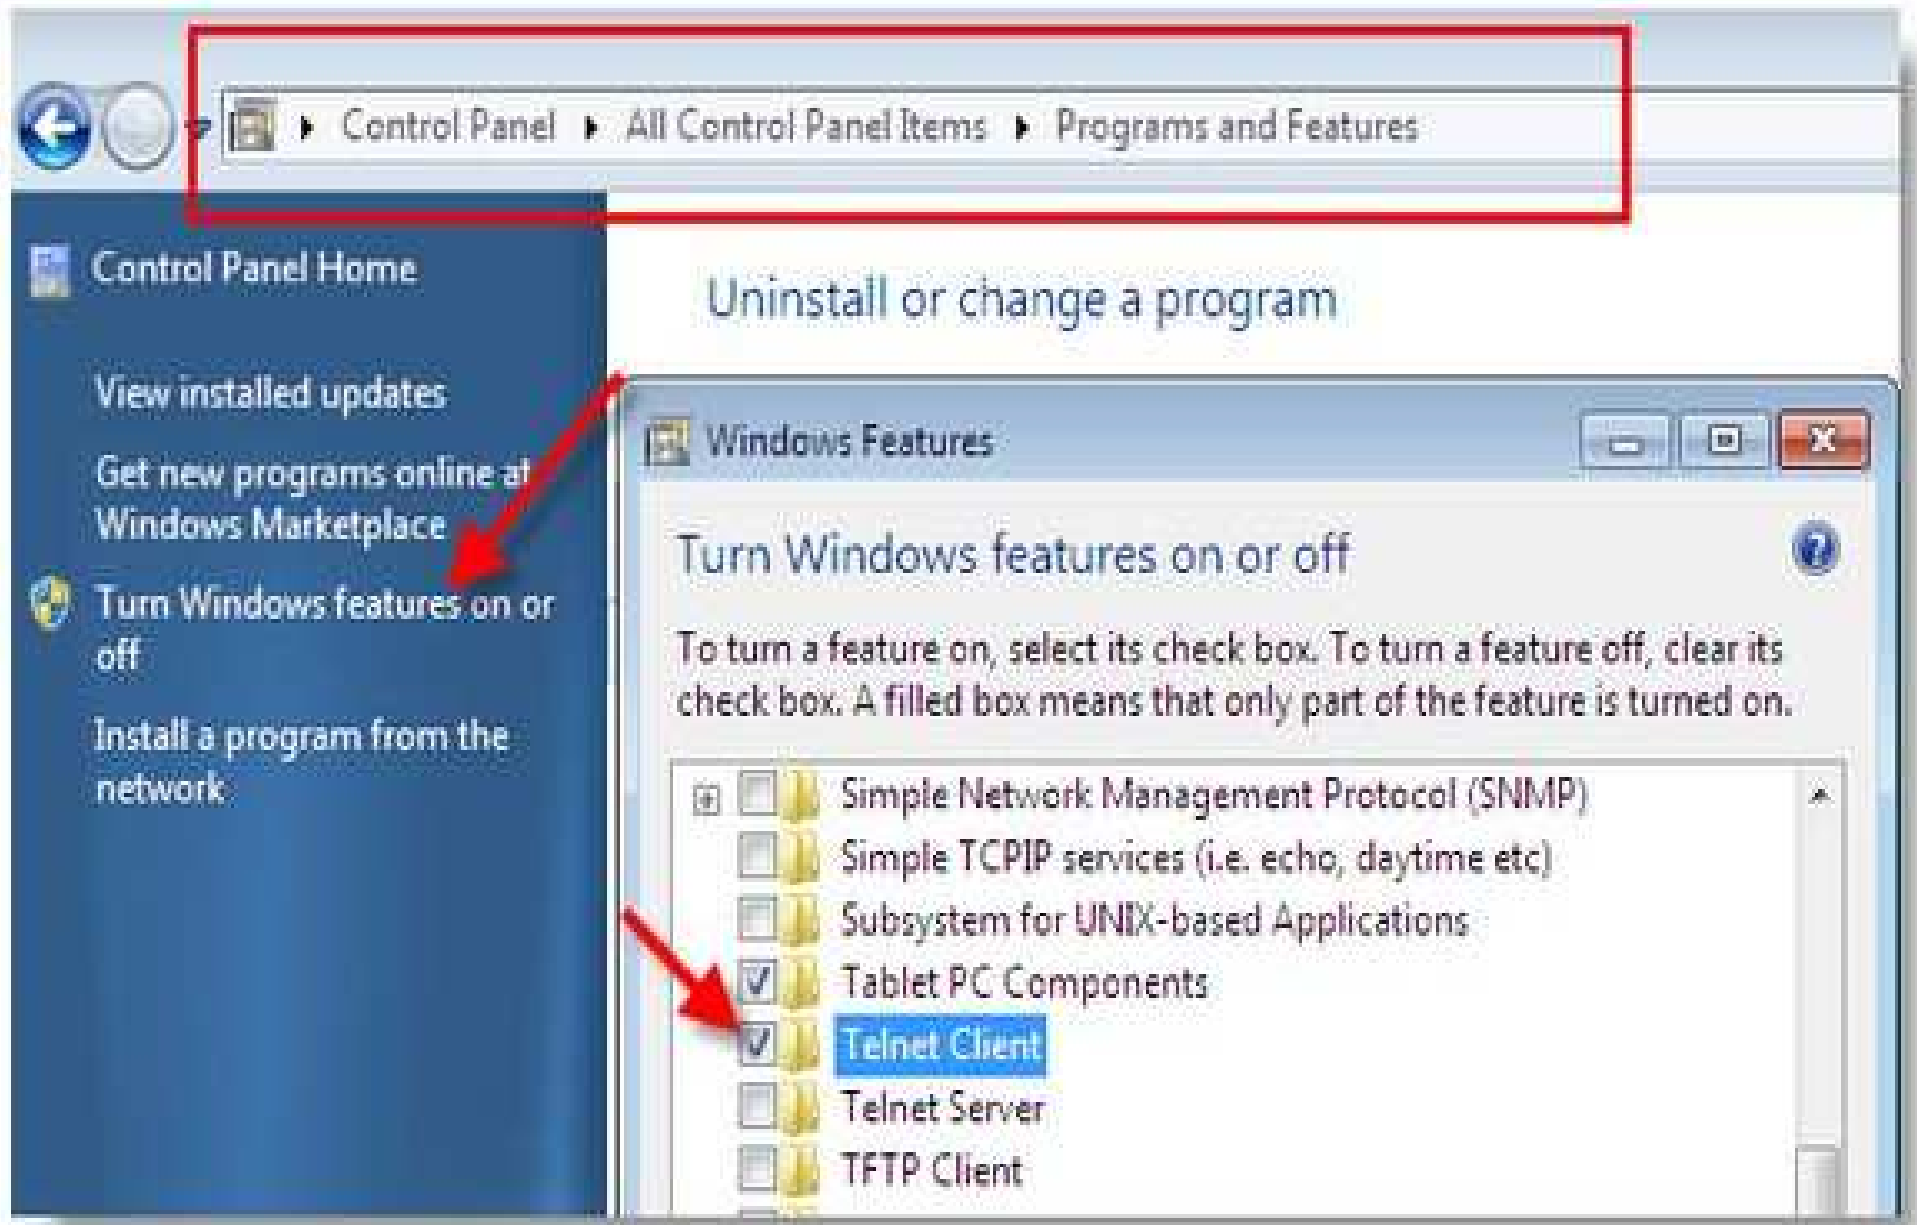 Control Panel ▸ All Control Panel Items ▸ Programs and Features
Control Panel Home
View installed updates
Get new programs online at
Windows Marketplace
Turn Windows features on or
off
Install a program from the
network
Uninstall or change a program
Windows Features
Turn Windows features on or off
To turn a feature on, select its check box. To turn a feature off, clear its
check box. A filled box means that only part of the feature is turned on.
Simple Network Management Protocol (SNMP)
Simple TCPIP services (i.e. echo, daytime etc)
Subsystem for UNIX-based Applications
Tablet PC Components
Telnet Client
Telnet Server
TFTP Client